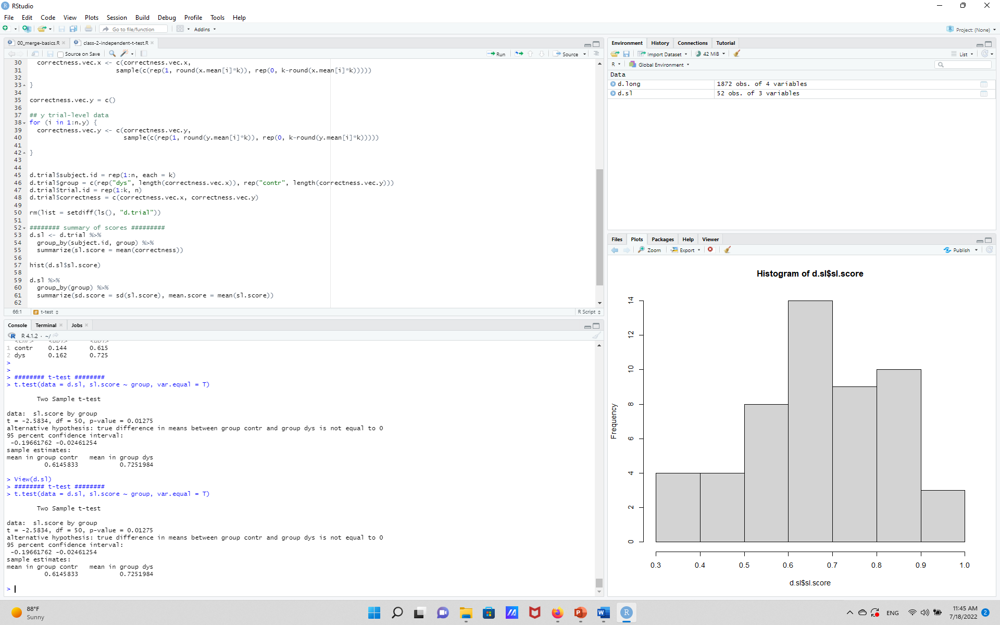 RStudio
File Edit Code View Plots Session Build Debug Profile Tools Help
Go to file/function Addins Project: (None)
00_merge-basics.R class-2-independent-t-test.R
Source on Save Run Source
30 correctness.vec.x <- c(correctness.vec.x,
31 sample(c(rep(1, round(x.mean[i]*k)), rep(0, k-round(x.mean[i]*k)))))
32
33 }
34
35 correctness.vec.y = c()
36
37 ## y trial-level data
38 for (i in 1:n.y) {
39 correctness.vec.y <- c(correctness.vec.y,
40 sample(c(rep(1, round(y.mean[i]*k)), rep(0, k-round(y.mean[i]*k)))))
41
42 }
43
44
45 d.trial$subject.id = rep(1:n, each = k)
46 d.trial$group = c(rep("dys", length(correctness.vec.x)), rep("contr", length(correctness.vec.y)))
47 d.trial$trial.id = rep(1:k, n)
48 d.trial$correctness = c(correctness.vec.x, correctness.vec.y)
49
50 rm(list = setdiff(ls(), "d.trial"))
51
52 ######## summary of scores #########
53 d.sl <- d.trial %>%
54 group_by(subject.id, group) %>%
55 summarize(sl.score = mean(correctness))
56
57 hist(d.sl$sl.score)
58
59 d.sl %>%
60 group_by(group) %>%
61 summarize(sd.score = sd(sl.score), mean.score = mean(sl.score))
62
66:1 t-test R Script
Console Terminal Jobs
R 4.1.2 · ~/
<chr> <dbl> <dbl>
1 contr 0.144 0.615
2 dys 0.162 0.725
>
>
> ######## t-test ########
> t.test(data = d.sl, sl.score ~ group, var.equal = T)
Two Sample t-test
data: sl.score by group
t = -2.5834, df = 50, p-value = 0.01275
alternative hypothesis: true difference in means between group contr and group dys is not equal to 0
95 percent confidence interval:
-0.19661762 -0.02461254
sample estimates:
mean in group contr mean in group dys
0.6145833 0.7251984
> View(d.sl)
> ######## t-test ########
> t.test(data = d.sl, sl.score ~ group, var.equal = T)
Two Sample t-test
data: sl.score by group
t = -2.5834, df = 50, p-value = 0.01275
alternative hypothesis: true difference in means between group contr and group dys is not equal to 0
95 percent confidence interval:
-0.19661762 -0.02461254
sample estimates:
mean in group contr mean in group dys
0.6145833 0.7251984
>
Environment History Connections Tutorial
Import Dataset 42 MiB List
R Global Environment
Data
d.long 1872 obs. of 4 variables
d.sl 52 obs. of 3 variables
Files Plots Packages Help Viewer
Zoom Export Publish
Histogram of d.sl$sl.score
Frequency
14
12
10
8
6
4
2
0
0.3 0.4 0.5 0.6 0.7 0.8 0.9 1.0
d.sl$sl.score
88°F
Sunny
ENG
11:45 AM
7/18/2022
2